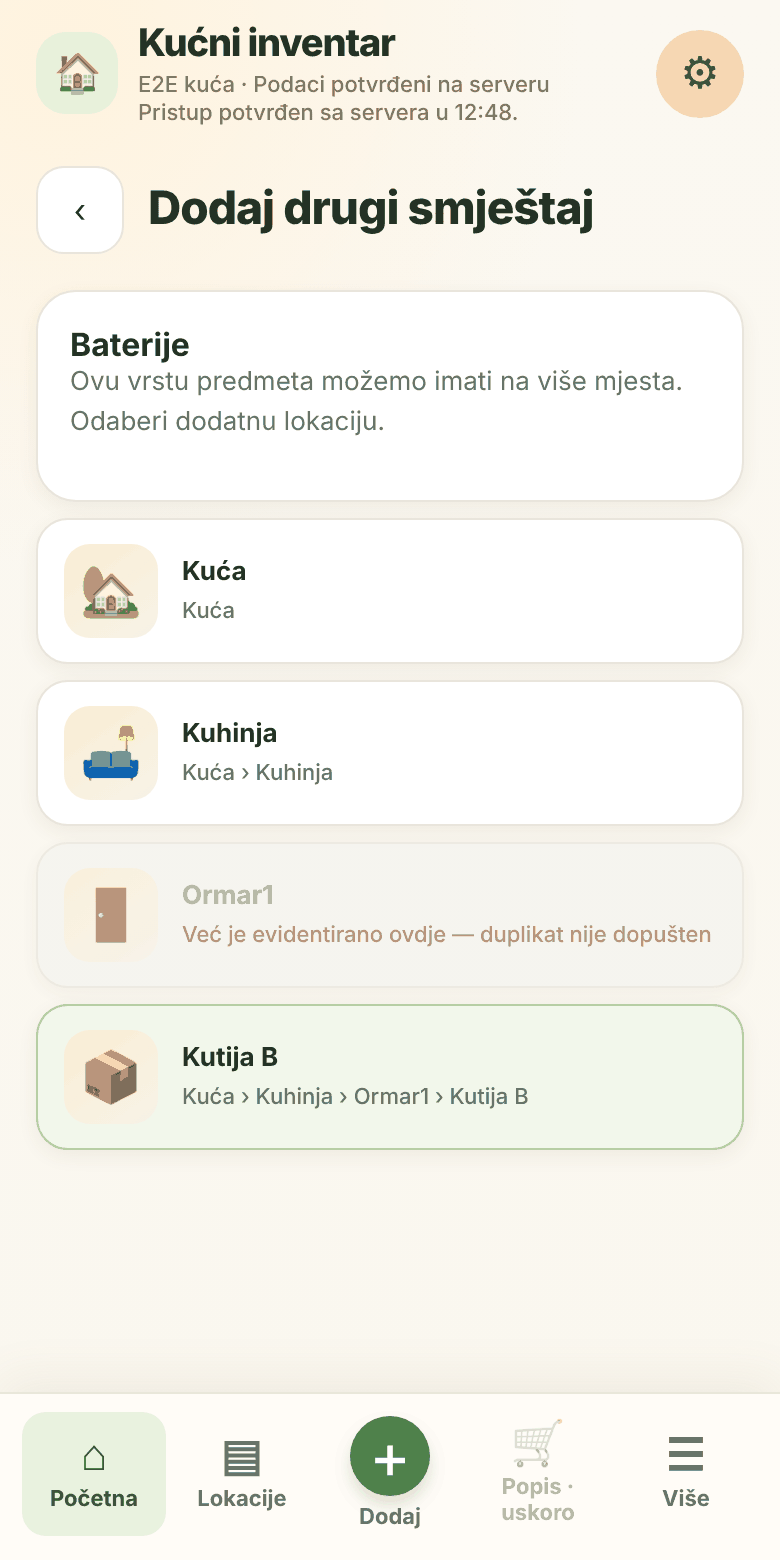 Kućni inventar
E2E kuća · Podaci potvrđeni na serveru
Pristup potvrđen sa servera u 12:48.
‹
Dodaj drugi smještaj
Baterije
Ovu vrstu predmeta možemo imati na više mjesta.
Odaberi dodatnu lokaciju.
Kuća
Kuća
Kuhinja
Kuća › Kuhinja
Ormar1
Već je evidentirano ovdje — duplikat nije dopušten
Kutija B
Kuća › Kuhinja › Ormar1 › Kutija B
Početna
Lokacije
+
Dodaj
Popis ·
uskoro
Više